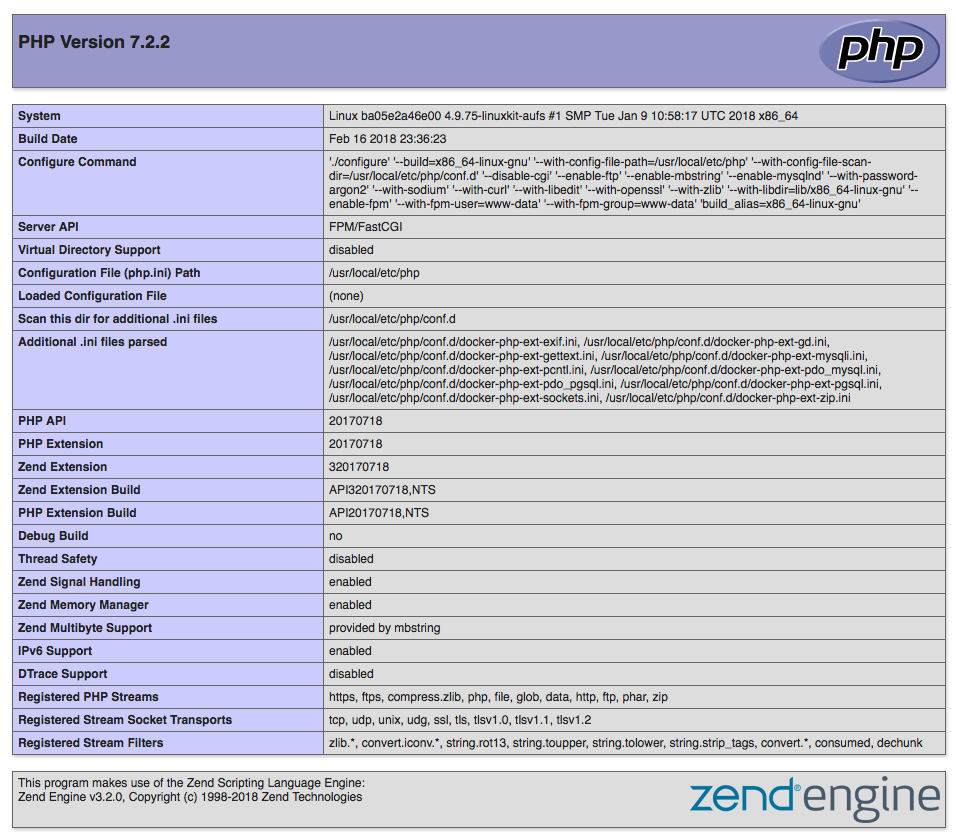 PHP Version 7.2.2
php
System Linux ba05e2a46e00 4.9.75-linuxkit-aufs #1 SMP Tue Jan 9 10:58:17 UTC 2018 x86_64
Build Date Feb 16 2018 23:36:23
Configure Command './configure' '--build=x86_64-linux-gnu' '--with-config-file-path=/usr/local/etc/php' '--with-config-file-scan-
dir=/usr/local/etc/php/conf.d' '--disable-cgi' '--enable-ftp' '--enable-mbstring' '--enable-mysqlnd' '--with-password-
argon2' '--with-sodium' '--with-curl' '--with-libedit' '--with-openssl' '--with-zlib' '--with-libdir=lib/x86_64-linux-gnu' '--
enable-fpm' '--with-fpm-user=www-data' '--with-fpm-group=www-data' 'build_alias=x86_64-linux-gnu'
Server API FPM/FastCGI
Virtual Directory Support disabled
Configuration File (php.ini) Path /usr/local/etc/php
Loaded Configuration File (none)
Scan this dir for additional .ini files /usr/local/etc/php/conf.d
Additional .ini files parsed /usr/local/etc/php/conf.d/docker-php-ext-exif.ini, /usr/local/etc/php/conf.d/docker-php-ext-gd.ini,
/usr/local/etc/php/conf.d/docker-php-ext-gettext.ini, /usr/local/etc/php/conf.d/docker-php-ext-mysqli.ini,
/usr/local/etc/php/conf.d/docker-php-ext-pcntl.ini, /usr/local/etc/php/conf.d/docker-php-ext-pdo_mysql.ini,
/usr/local/etc/php/conf.d/docker-php-ext-pdo_pgsql.ini, /usr/local/etc/php/conf.d/docker-php-ext-pgsql.ini,
/usr/local/etc/php/conf.d/docker-php-ext-sockets.ini, /usr/local/etc/php/conf.d/docker-php-ext-zip.ini
PHP API 20170718
PHP Extension 20170718
Zend Extension 320170718
Zend Extension Build API320170718,NTS
PHP Extension Build API20170718,NTS
Debug Build no
Thread Safety disabled
Zend Signal Handling enabled
Zend Memory Manager enabled
Zend Multibyte Support provided by mbstring
IPv6 Support enabled
DTrace Support disabled
Registered PHP Streams https, ftps, compress.zlib, php, file, glob, data, http, ftp, phar, zip
Registered Stream Socket Transports tcp, udp, unix, udg, ssl, tls, tlsv1.0, tlsv1.1, tlsv1.2
Registered Stream Filters zlib.*, convert.iconv.*, string.rot13, string.toupper, string.tolower, string.strip_tags, convert.*, consumed, dechunk
This program makes use of the Zend Scripting Language Engine:
Zend Engine v3.2.0, Copyright (c) 1998-2018 Zend Technologies
zend® engine